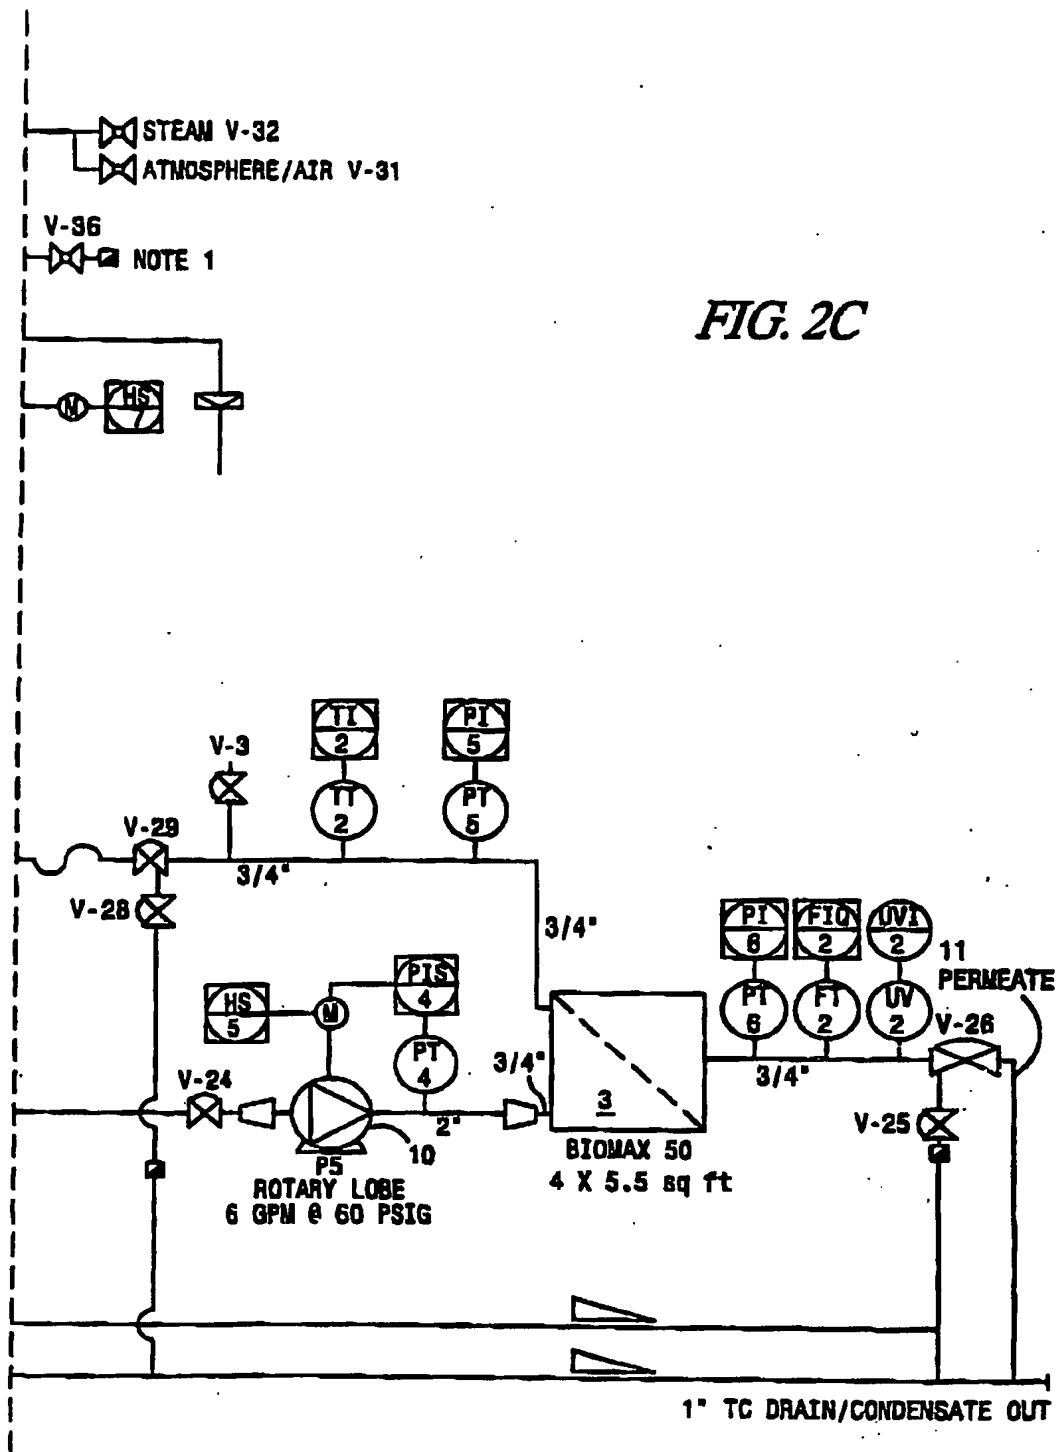 STEAM V-32
ATMOSPHERE/AIR V-31
V-36
NOTE 1
FIG. 2C
M
HS
7
TI
2
PI
5
V-3
TT
2
PT
5
V-29
3/4"
V-28
3/4"
PI
6
FIQ
2
UVI
2
11
PERMEATE
HS
5
M
PIS
4
PT
6
FT
2
UV
2
V-26
PT
4
V-24
3/4"
3/4"
2"
3
V-25
10
P5
ROTARY LOBE
6 GPM @ 60 PSIG
BIOMAX 50
4 X 5.5 sq ft
1" TC DRAIN/CONDENSATE OUT